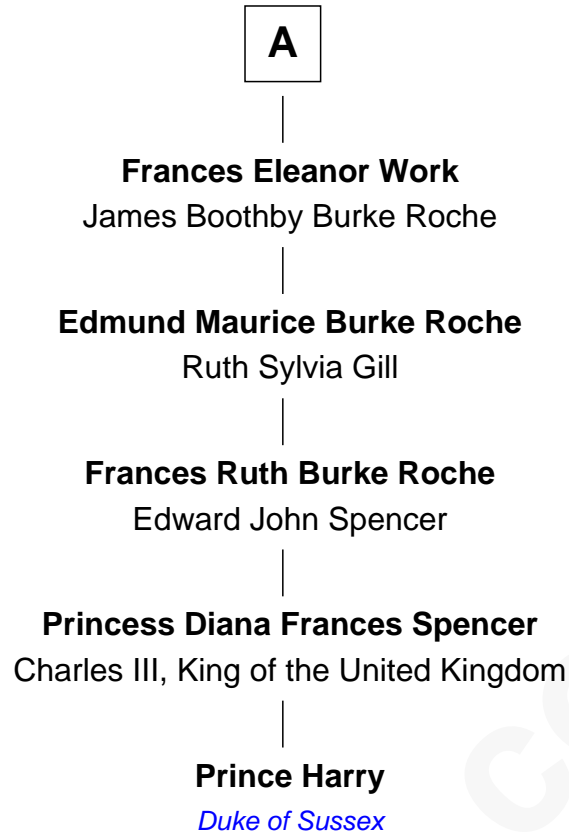 A
Frances Eleanor Work
James Boothby Burke Roche
Edmund Maurice Burke Roche
Ruth Sylvia Gill
Frances Ruth Burke Roche
Edward John Spencer
Princess Diana Frances Spencer
Charles III, King of the United Kingdom
Prince Harry
Duke of Sussex